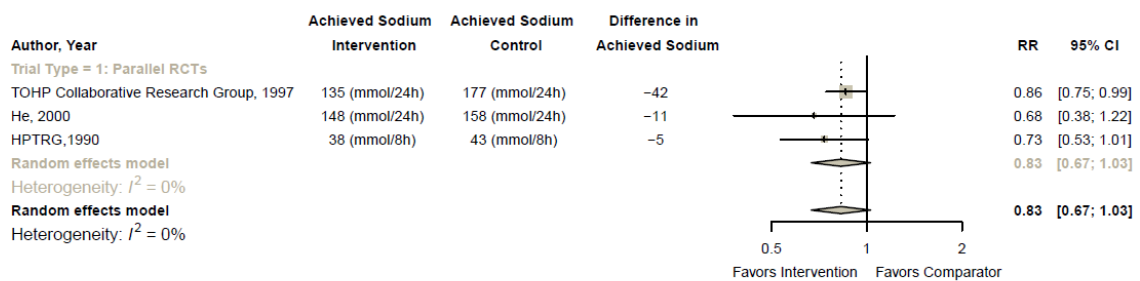 Achieved Sodium Achieved Sodium Difference in
Author, Year Intervention Control Achieved Sodium RR 95% CI
Trial Type = 1: Parallel RCTs
TOHP Collaborative Research Group, 1997 135 (mmol/24h) 177 (mmol/24h) −42 0.86 [0.75; 0.99]
He, 2000 148 (mmol/24h) 158 (mmol/24h) −11 0.68 [0.38; 1.22]
HPTRG,1990 38 (mmol/8h) 43 (mmol/8h) −5 0.73 [0.53; 1.01]
Random effects model 0.83 [0.67; 1.03]
Heterogeneity: I² = 0%
Random effects model 0.83 [0.67; 1.03]
Heterogeneity: I² = 0%
0.5 1 2
Favors Intervention Favors Comparator